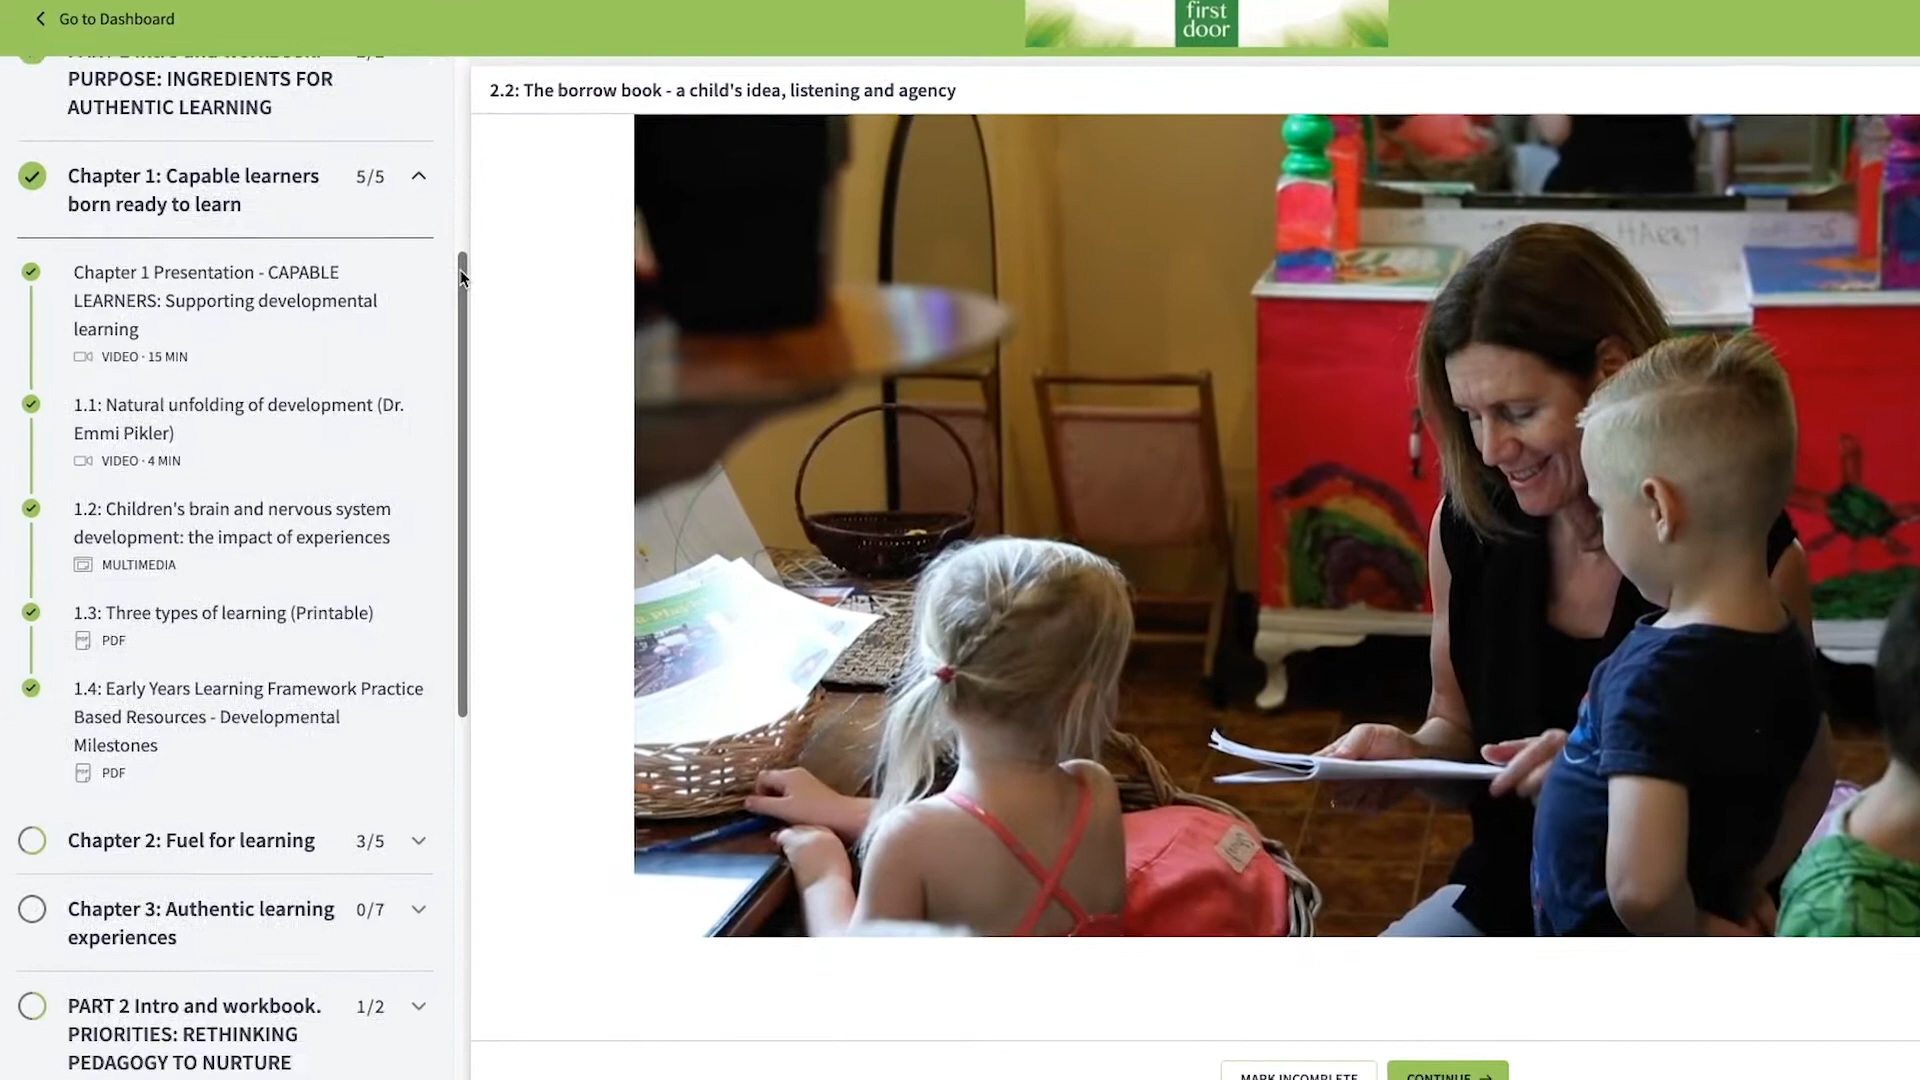 Go to Dashboard
first
door
PURPOSE: INGREDIENTS FOR
AUTHENTIC LEARNING
Chapter 1: Capable learners
born ready to learn
5/5
Chapter 1 Presentation - CAPABLE
LEARNERS: Supporting developmental
learning
VIDEO · 15 MIN
1.1: Natural unfolding of development (Dr.
Emmi Pikler)
VIDEO · 4 MIN
1.2: Children's brain and nervous system
development: the impact of experiences
MULTIMEDIA
1.3: Three types of learning (Printable)
PDF
1.4: Early Years Learning Framework Practice
Based Resources - Developmental
Milestones
PDF
Chapter 2: Fuel for learning
3/5
Chapter 3: Authentic learning
experiences
0/7
PART 2 Intro and workbook.
PRIORITIES: RETHINKING
PEDAGOGY TO NURTURE
1/2
2.2: The borrow book - a child's idea, listening and agency
MARK INCOMPLETE
CONTINUE →